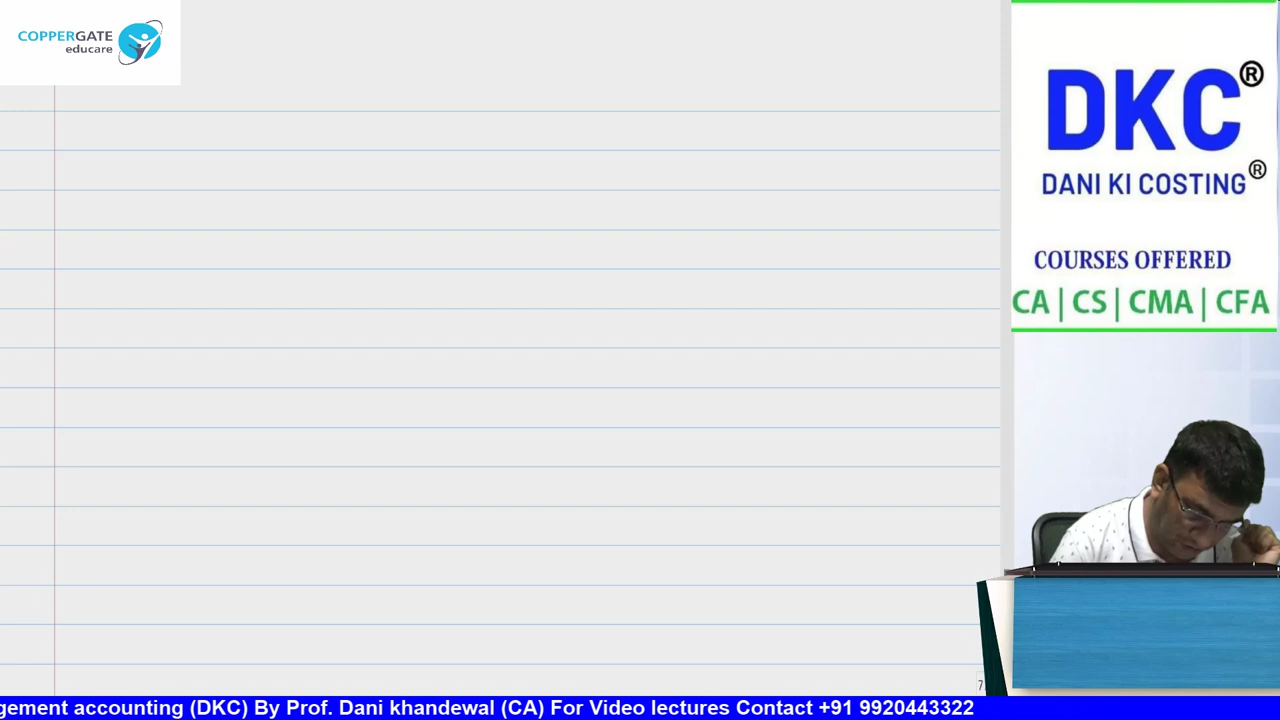 COPPERGATE
educare
DKC®
DANI KI COSTING®
COURSES OFFERED
CA | CS | CMA | CFA
7
gement accounting (DKC) By Prof. Dani khandewal (CA) For Video lectures Contact +91 9920443322